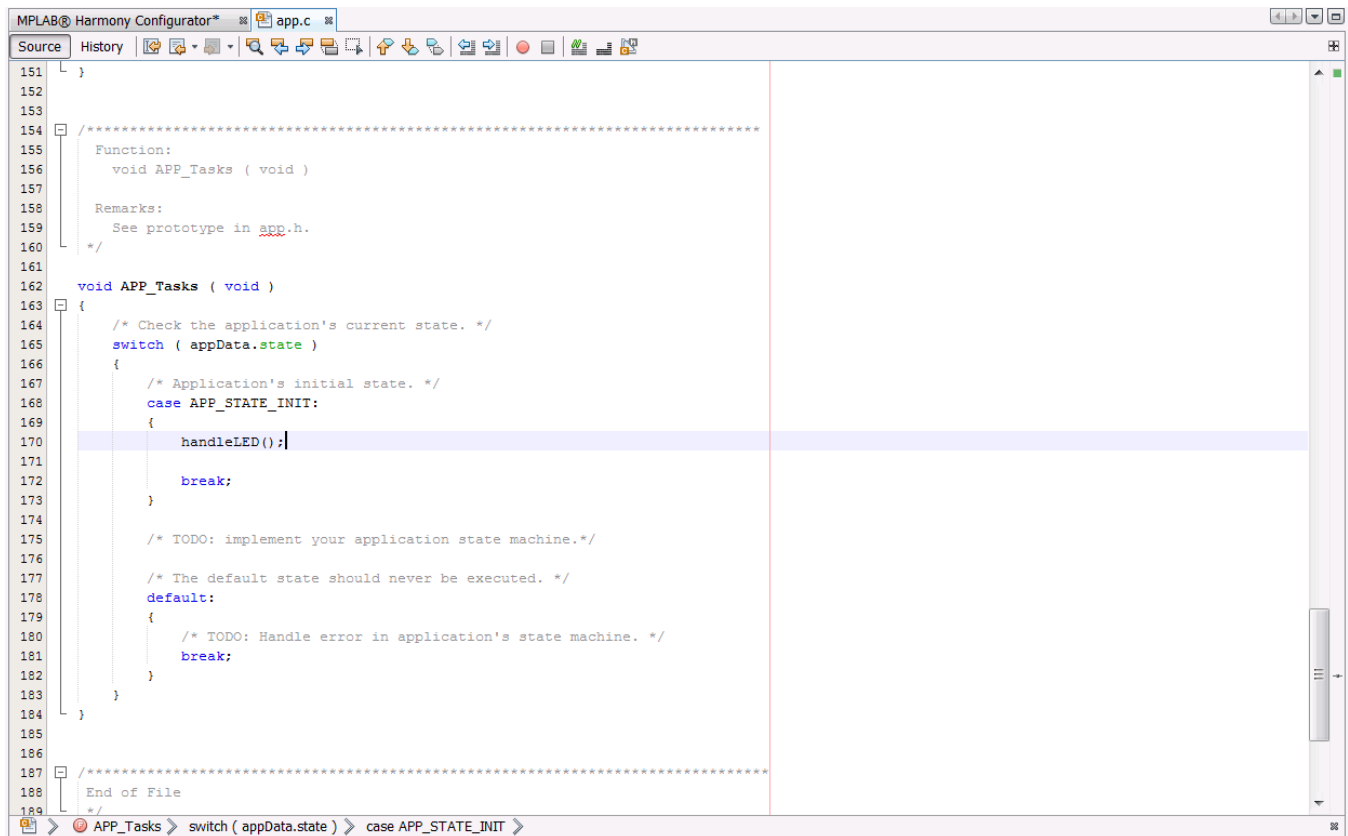 MPLAB® Harmony Configurator* app.c
Source History
151 }
152
153
154 /******************************************************************************
155 Function:
156 void APP_Tasks ( void )
157
158 Remarks:
159 See prototype in app.h.
160 */
161
162 void APP_Tasks ( void )
163 {
164 /* Check the application's current state. */
165 switch ( appData.state )
166 {
167 /* Application's initial state. */
168 case APP_STATE_INIT:
169 {
170 handleLED();
171
172 break;
173 }
174
175 /* TODO: implement your application state machine.*/
176
177 /* The default state should never be executed. */
178 default:
179 {
180 /* TODO: Handle error in application's state machine. */
181 break;
182 }
183 }
184 }
185
186
187 /*******************************************************************************
188 End of File
189 */
APP_Tasks switch ( appData.state ) case APP_STATE_INIT